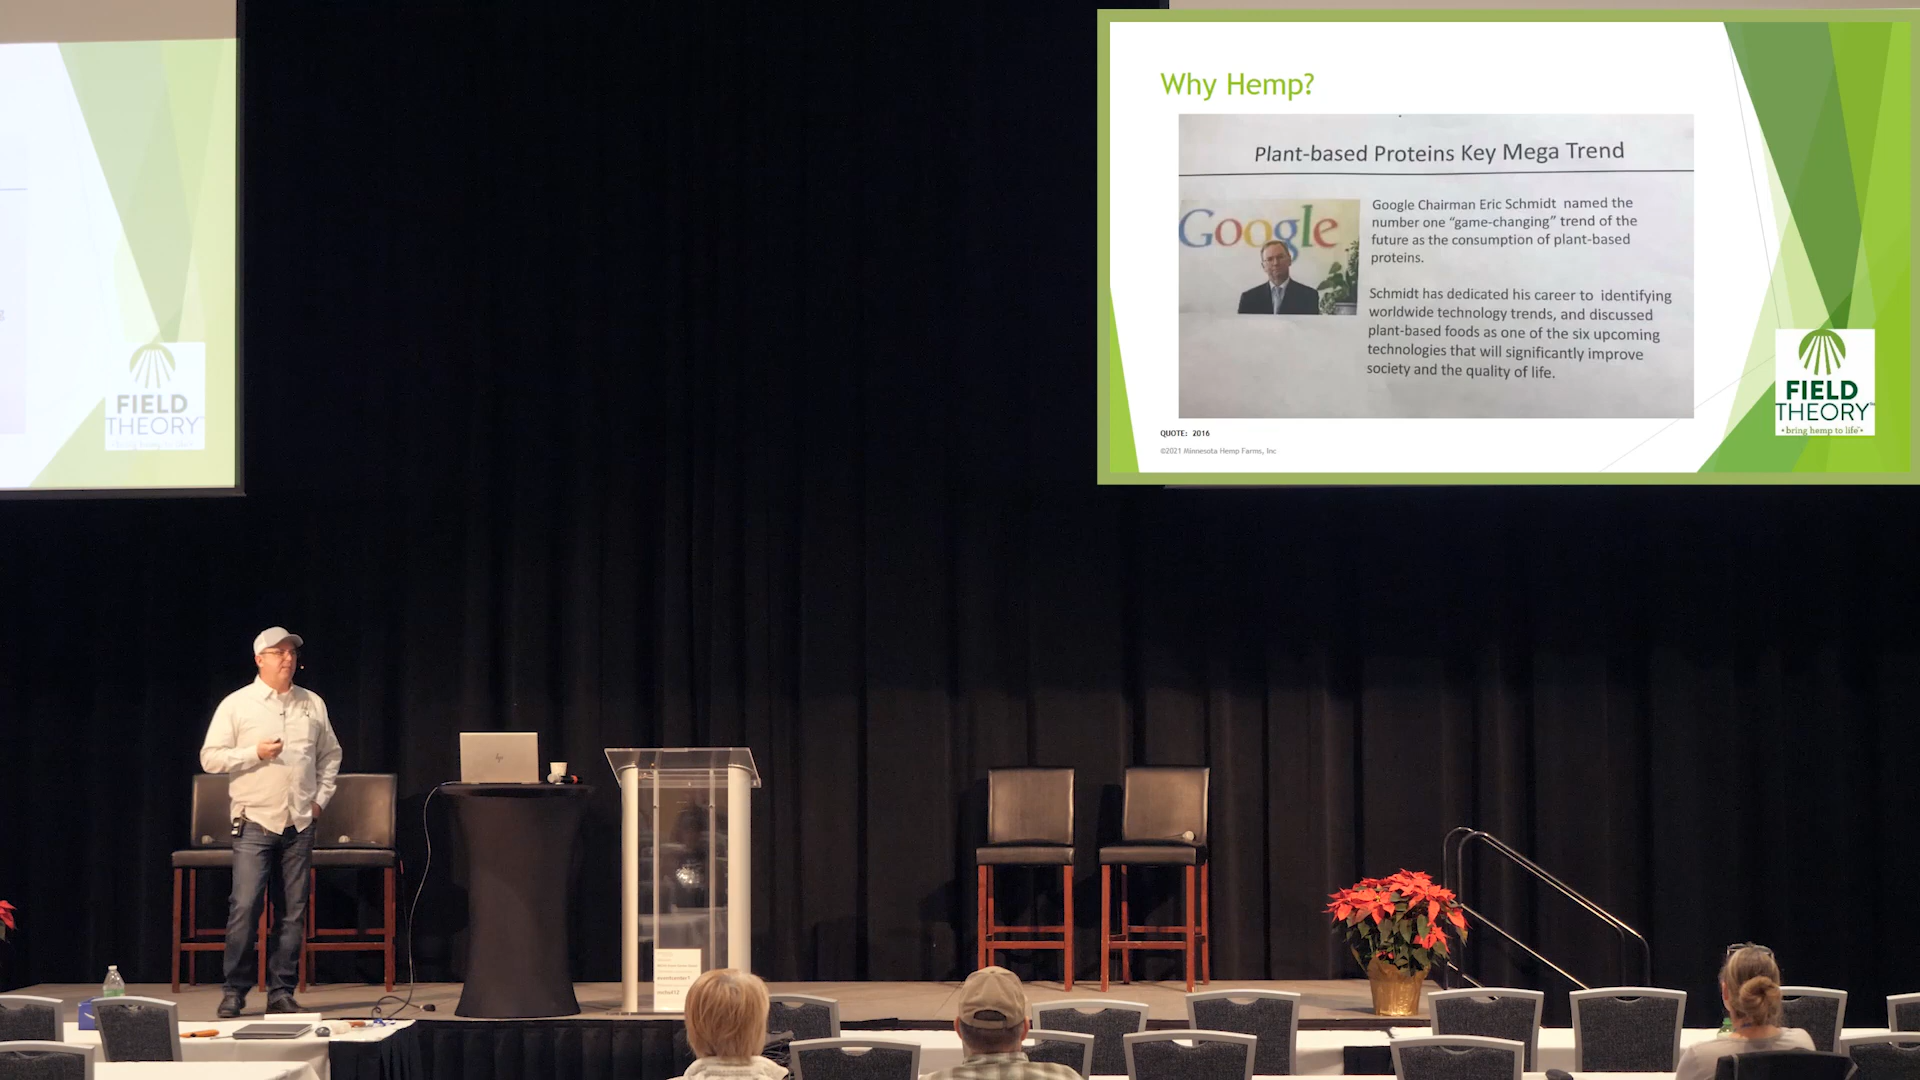 Why Hemp?
Plant-based Proteins Key Mega Trend
Google
Google Chairman Eric Schmidt named the
number one “game-changing” trend of the
future as the consumption of plant-based
proteins.
Schmidt has dedicated his career to identifying
worldwide technology trends, and discussed
plant-based foods as one of the six upcoming
technologies that will significantly improve
society and the quality of life.
QUOTE: 2016
©2021 Minnesota Hemp Farms, Inc
FIELD
THEORY™
• bring hemp to life •
FIELD
THEORY
hp